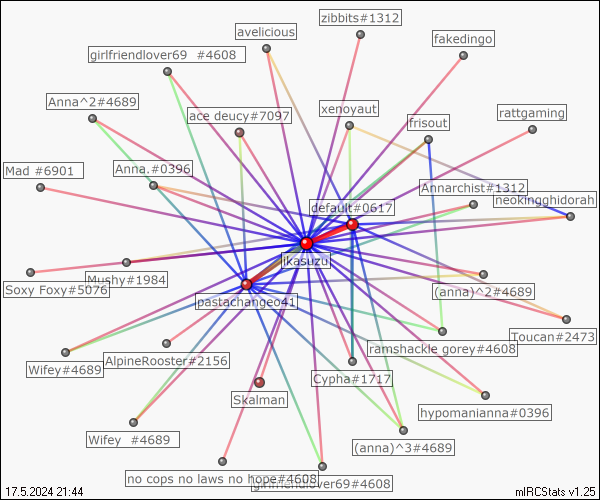 zibbits#1312
avelicious
fakedingo
girlfriendlover69 #4608
Anna^2#4689
ace deucy#7097
xenoyaut
rattgaming
frisout
Mad #6901
Anna.#0396
Annarchist#1312
neokingghidorah
default#0617
jkasuzu
Mushy#1984
Soxy Foxy#5076
(anna)^2#4689
pastachangeo41
Toucan#2473
ramshackle gorey#4608
AlpineRooster#2156
Wifey#4689
Cypha#1717
Skalman
hypomanianna#0396
Wifey #4689
(anna)^3#4689
no cops no laws no hope#4608
girlfriendlover69#4608
17.5.2024 21:44
mIRCStats v1.25